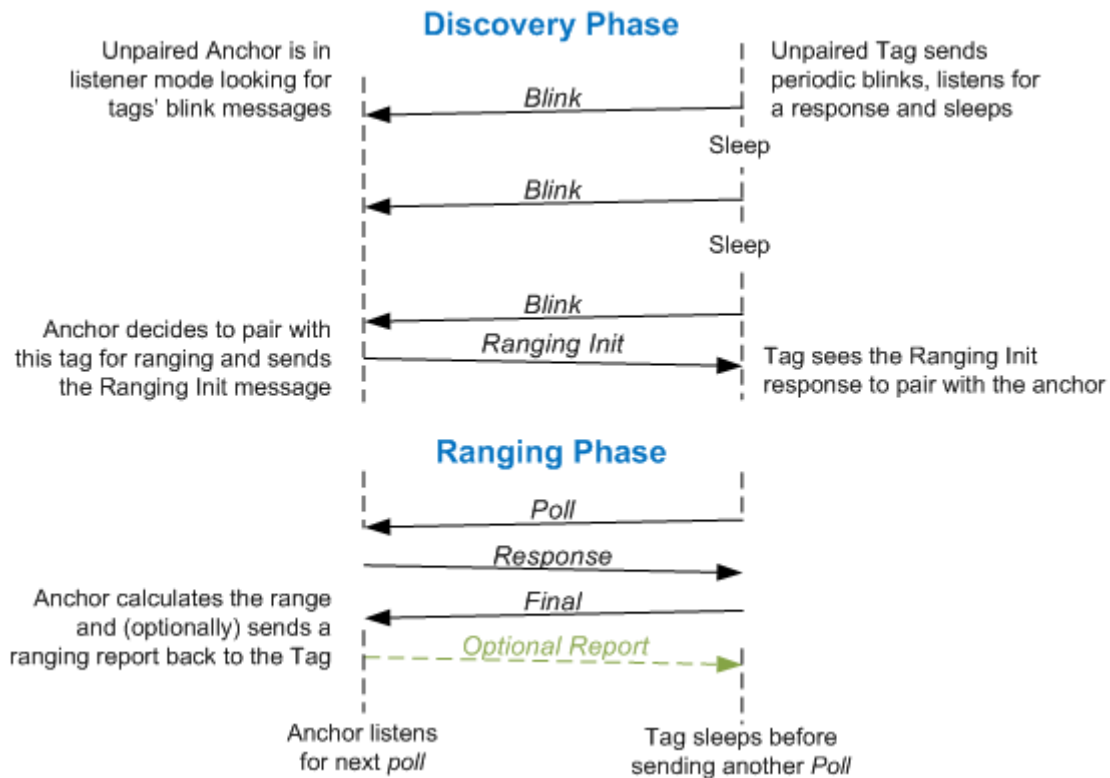 Discovery Phase
Unpaired Anchor is in
listener mode looking for
tags' blink messages
Unpaired Tag sends
periodic blinks, listens for
a response and sleeps
Blink
Sleep
Blink
Sleep
Blink
Anchor decides to pair with
this tag for ranging and sends
the Ranging Init message
Ranging Init
Tag sees the Ranging Init
response to pair with the anchor
Ranging Phase
Poll
Response
Final
Anchor calculates the range
and (optionally) sends a
ranging report back to the Tag
Optional Report
Anchor listens
for next poll
Tag sleeps before
sending another Poll